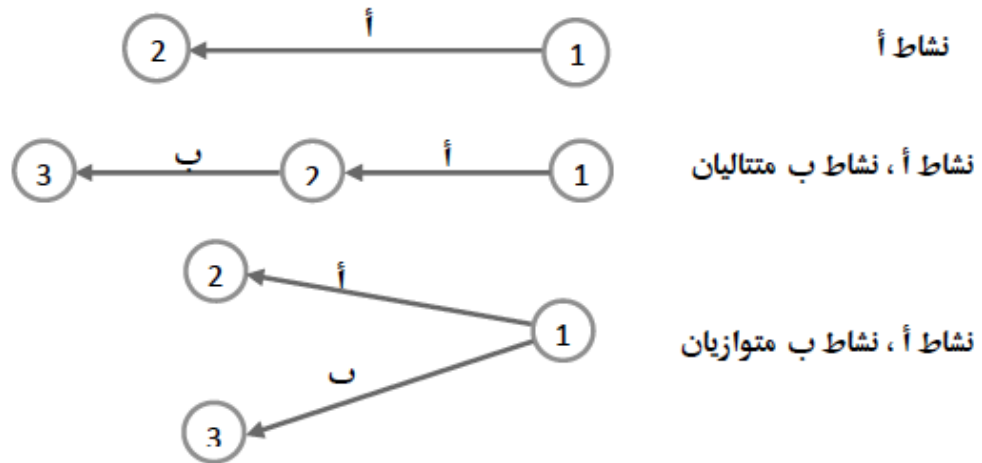 نشاط أ
1 أ 2
نشاط أ ، نشاط ب متتاليان
1 أ 2 ب 3
نشاط أ ، نشاط ب متوازيان
1
أ 2
ب 3